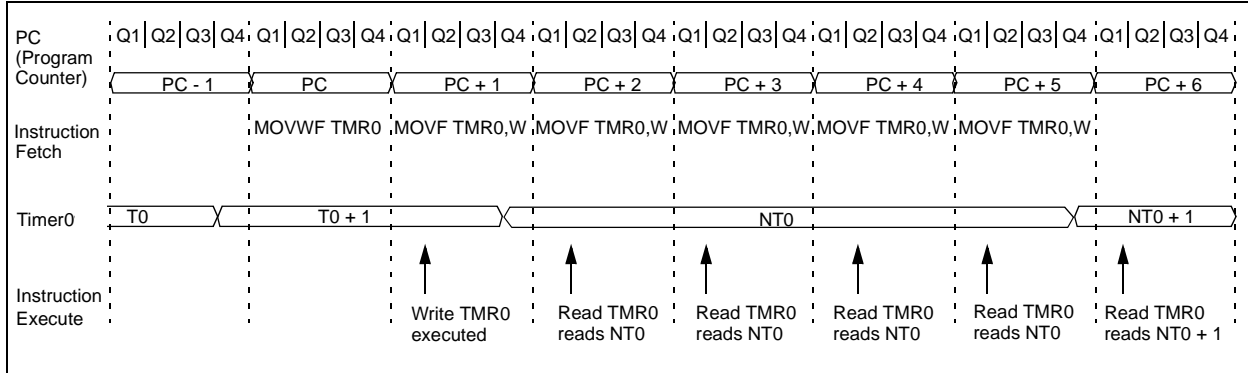 PC
(Program
Counter)
Q1 Q2 Q3 Q4 Q1 Q2 Q3 Q4 Q1 Q2 Q3 Q4 Q1 Q2 Q3 Q4 Q1 Q2 Q3 Q4 Q1 Q2 Q3 Q4 Q1 Q2 Q3 Q4 Q1 Q2 Q3 Q4
PC - 1 PC PC + 1 PC + 2 PC + 3 PC + 4 PC + 5 PC + 6
Instruction
Fetch
MOVWF TMR0 MOVF TMR0,W MOVF TMR0,W MOVF TMR0,W MOVF TMR0,W MOVF TMR0,W
Timer0 T0 T0 + 1 NT0 NT0 + 1
Instruction
Execute
Write TMR0
executed
Read TMR0
reads NT0
Read TMR0
reads NT0
Read TMR0
reads NT0
Read TMR0
reads NT0
Read TMR0
reads NT0 + 1